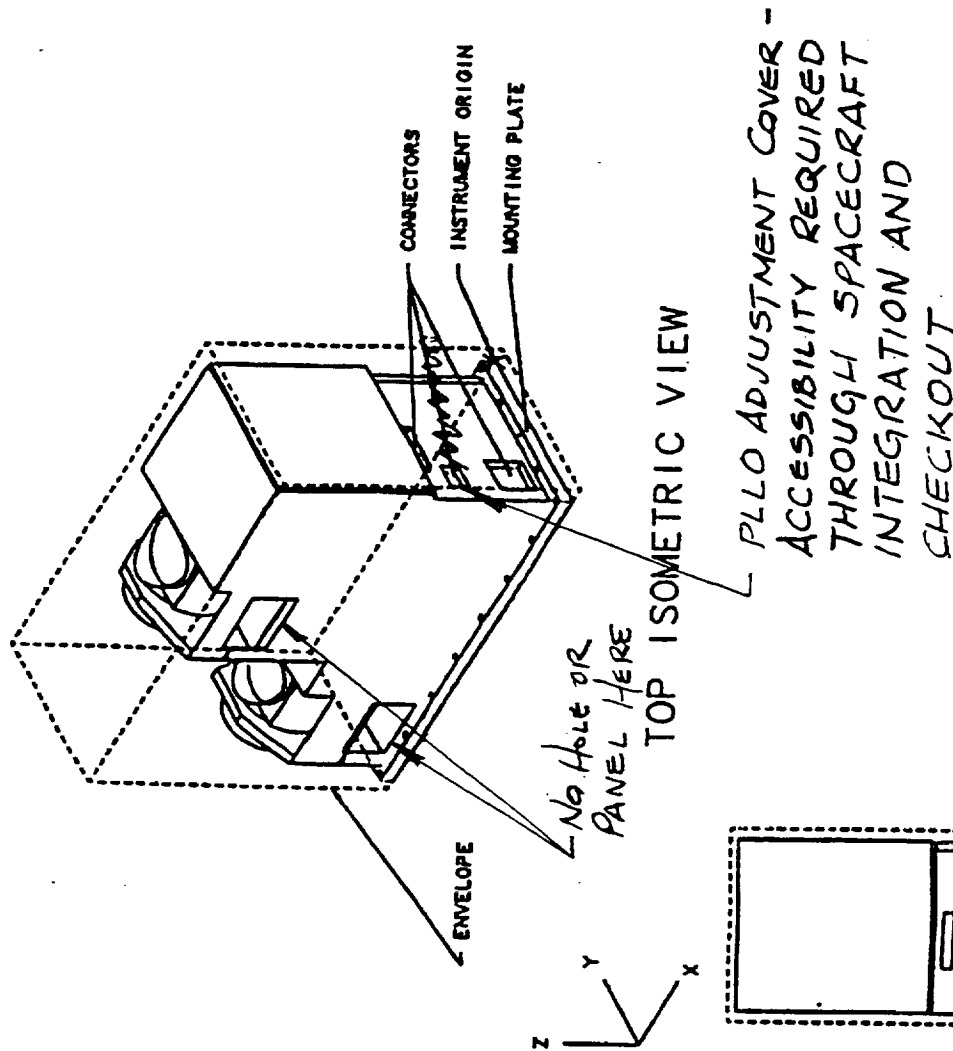 CONNECTORS
INSTRUMENT ORIGIN
MOUNTING PLATE
ENVELOPE
NO HOLE OR
PANEL HERE
TOP ISOMETRIC VIEW
PLLO ADJUSTMENT COVER -
ACCESSIBILITY REQUIRED
THROUGH SPACECRAFT
INTEGRATION AND
CHECKOUT
Z
Y
X